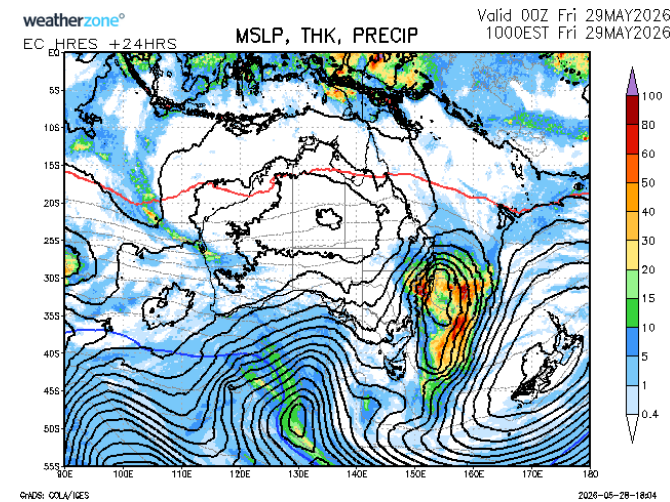 weatherzone®
Valid 00Z Fri 29MAY2026
EC HRES +24HRS
MSLP, THK, PRECIP
1000EST Fri 29MAY2026
EQ
5S
10S
15S
20S
25S
30S
35S
40S
45S
50S
55S
90E 100E 110E 120E 130E 140E 150E 160E 170E 180
100
80
60
50
40
30
20
15
10
5
1
0.4
GrADS: COLA/IGES
2026-05-28-18:04